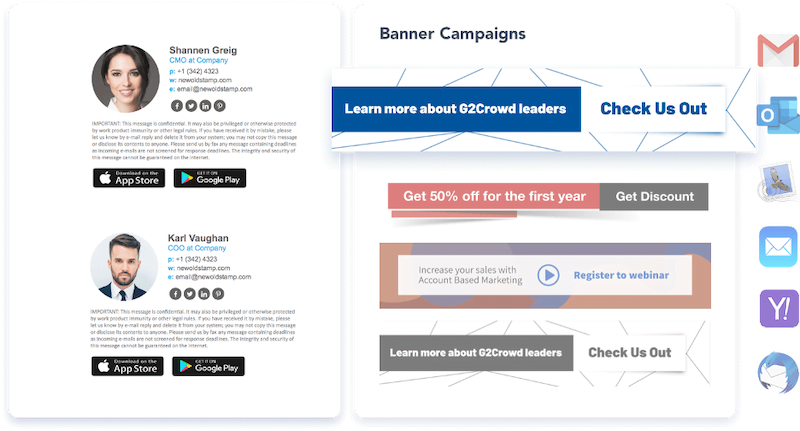 Shannen Greig
CMO at Company
p: +1 (342) 4323
w: newoldstamp.com
e: email@newoldstamp.com
IMPORTANT: This message is confidential. It may also be privileged or otherwise protected
by work product immunity or other legal rules. If you have received it by mistake, please
let us know by e-mail reply and delete it from your system; you may not copy this message
or disclose its contents to anyone. Please send us by fax any message containing deadlines
as incoming e-mails are not screened for response deadlines. The integrity and security of
this message cannot be guaranteed on the Internet.
Download on the
App Store
GET IT ON
Google Play
Karl Vaughan
COO at Company
p: +1 (342) 4323
w: newoldstamp.com
e: email@newoldstamp.com
IMPORTANT: This message is confidential. It may also be privileged or otherwise protected
by work product immunity or other legal rules. If you have received it by mistake, please
let us know by e-mail reply and delete it from your system; you may not copy this message
or disclose its contents to anyone. Please send us by fax any message containing deadlines
as incoming e-mails are not screened for response deadlines. The integrity and security of
this message cannot be guaranteed on the Internet.
Download on the
App Store
GET IT ON
Google Play
Banner Campaigns
Learn more about G2Crowd leaders
Check Us Out
Get 50% off for the first year
Get Discount
Increase your sales with
Account Based Marketing
Register to webinar
Learn more about G2Crowd leaders
Check Us Out
Y!